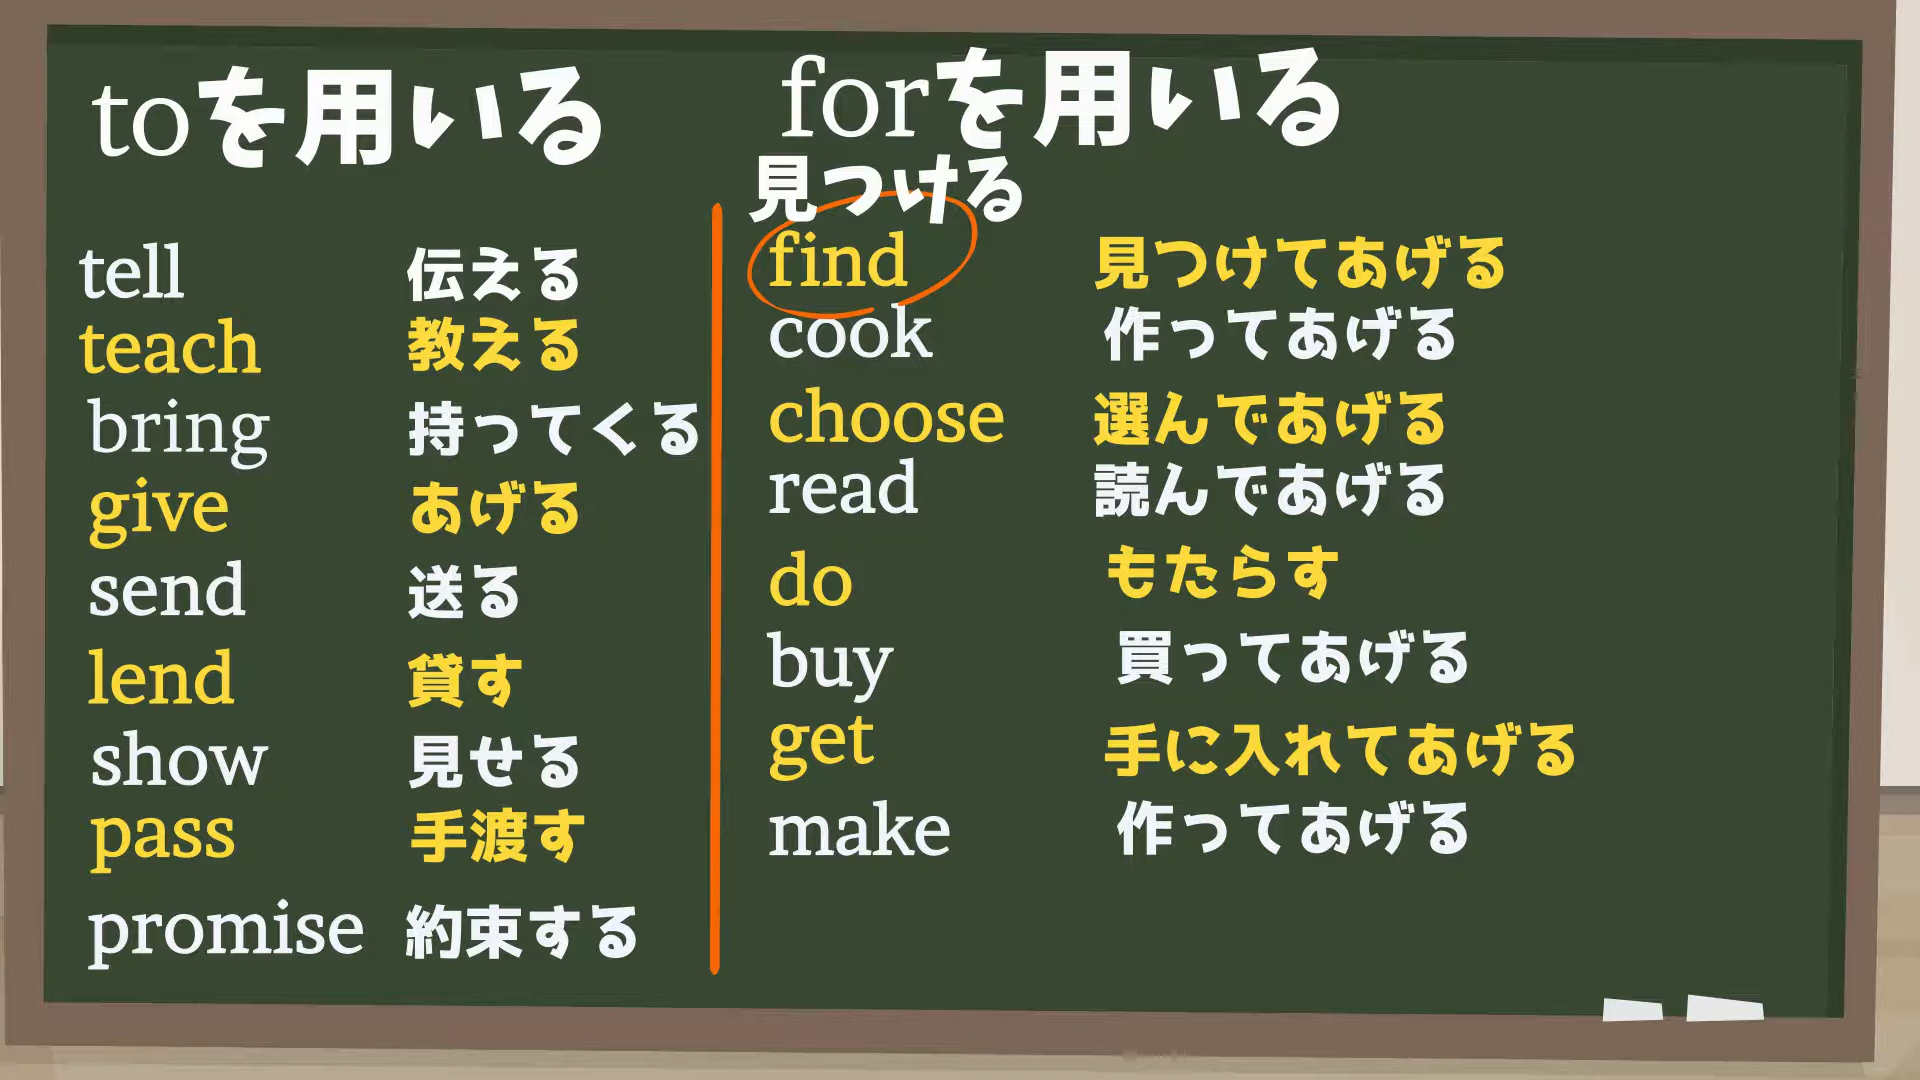 toを用いる
tell 伝える
teach 教える
bring 持ってくる
give あげる
send 送る
lend 貸す
show 見せる
pass 手渡す
promise 約束する
forを用いる
見つける
find 見つけてあげる
cook 作ってあげる
choose 選んであげる
read 読んであげる
do もたらす
buy 買ってあげる
get 手に入れてあげる
make 作ってあげる